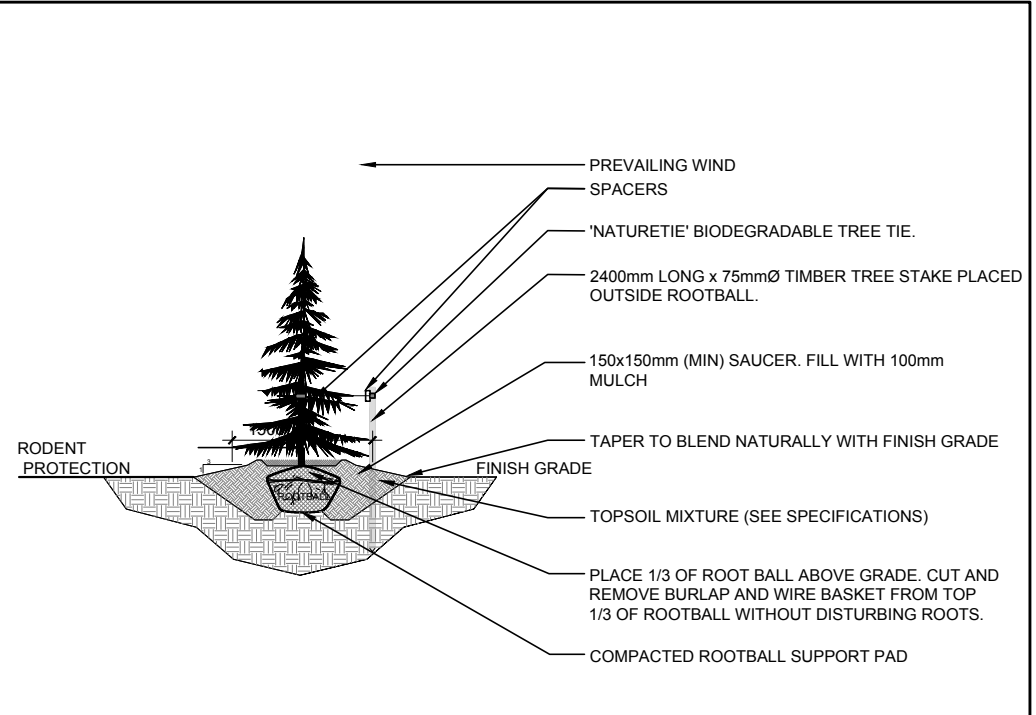 PREVAILING WIND
SPACERS
'NATURETIE' BIODEGRADABLE TREE TIE.
2400mm LONG x 75mmØ TIMBER TREE STAKE PLACED
OUTSIDE ROOTBALL.
150x150mm (MIN) SAUCER. FILL WITH 100mm
MULCH
TAPER TO BLEND NATURALLY WITH FINISH GRADE
RODENT
PROTECTION
FINISH GRADE
ROOTBALL
TOPSOIL MIXTURE (SEE SPECIFICATIONS)
PLACE 1/3 OF ROOT BALL ABOVE GRADE. CUT AND
REMOVE BURLAP AND WIRE BASKET FROM TOP
1/3 OF ROOTBALL WITHOUT DISTURBING ROOTS.
COMPACTED ROOTBALL SUPPORT PAD